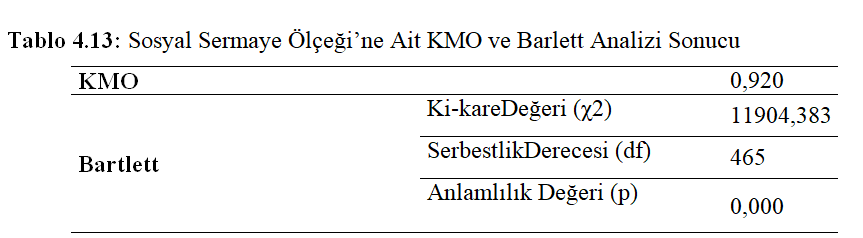 Tablo 4.13: Sosyal Sermaye Ölçeği’ne Ait KMO ve Barlett Analizi Sonucu
KMO 0,920
Bartlett
Ki-kareDeğeri (χ2) 11904,383
SerbestlikDerecesi (df) 465
Anlamlılık Değeri (p) 0,000